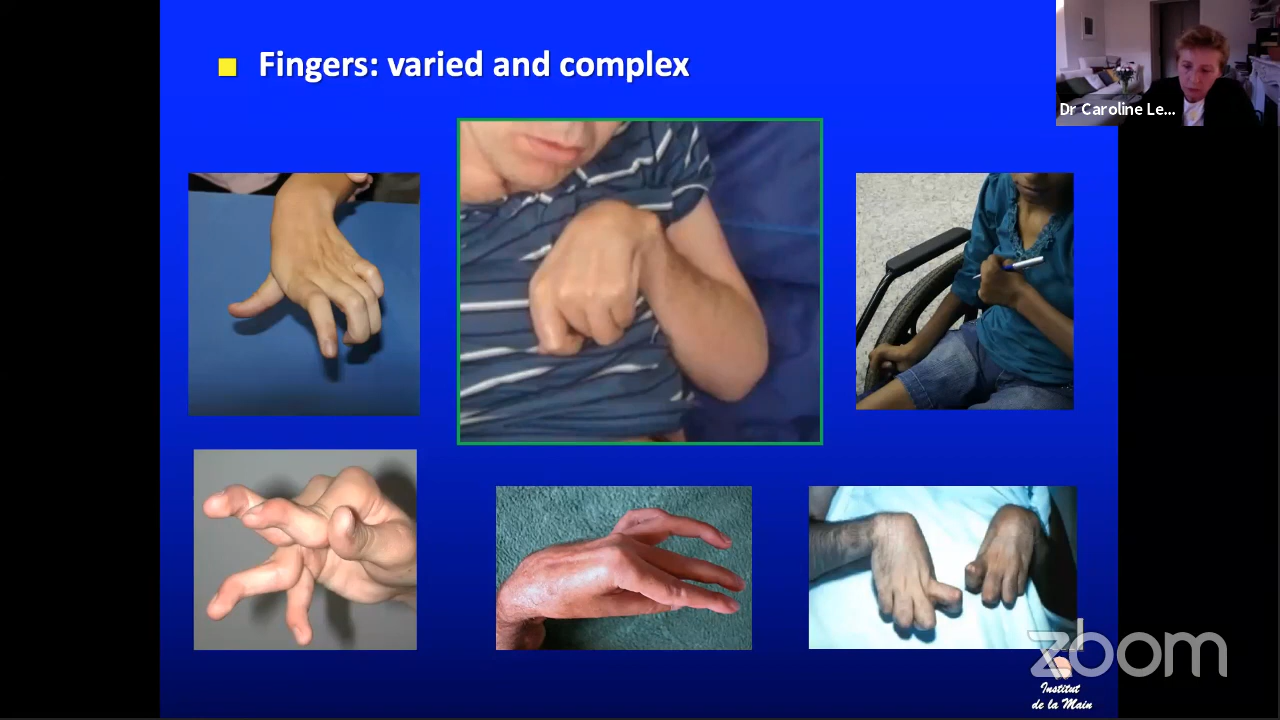 Fingers: varied and complex
Dr Caroline Le...
zoom
Institut
de la Main